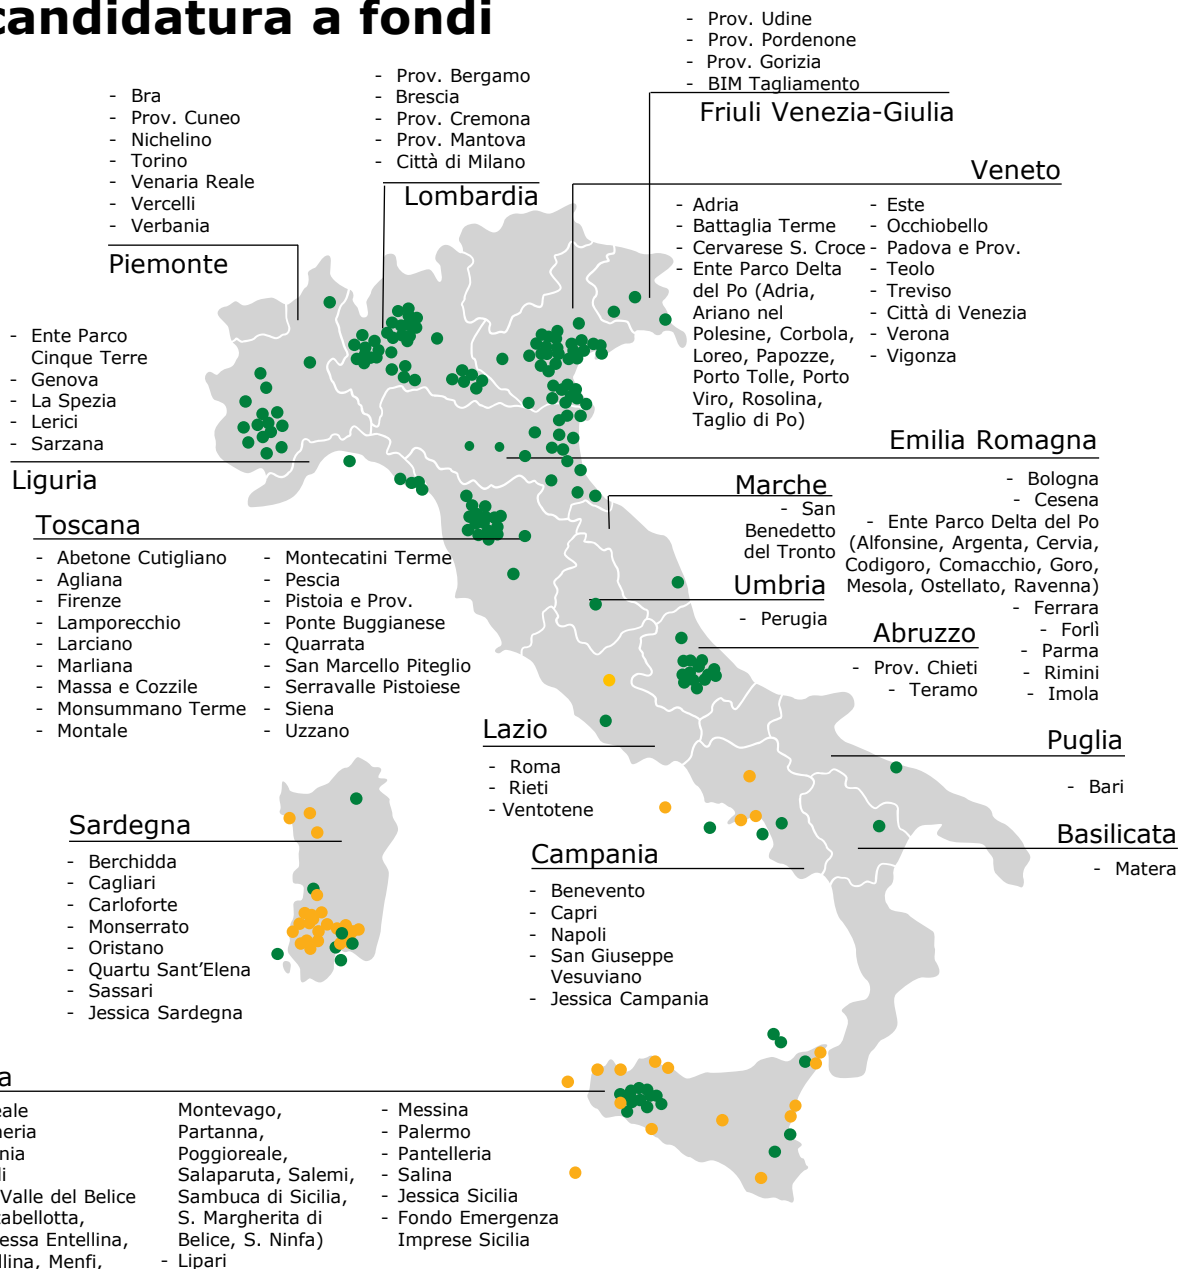 candidatura a fondi
- Prov. Udine
- Prov. Pordenone
- Prov. Gorizia
- BIM Tagliamento
Friuli Venezia-Giulia
- Bra
- Prov. Cuneo
- Nichelino
- Torino
- Venaria Reale
- Vercelli
- Verbania
Piemonte
- Prov. Bergamo
- Brescia
- Prov. Cremona
- Prov. Mantova
- Città di Milano
Lombardia
Veneto
- Adria
- Battaglia Terme
- Cervarese S. Croce
- Ente Parco Delta
del Po (Adria,
Ariano nel
Polesine, Corbola,
Loreo, Papozze,
Porto Tolle, Porto
Viro, Rosolina,
Taglio di Po)
- Este
- Occhiobello
- Padova e Prov.
- Teolo
- Treviso
- Città di Venezia
- Verona
- Vigonza
- Ente Parco
Cinque Terre
- Genova
- La Spezia
- Lerici
- Sarzana
Liguria
Emilia Romagna
- Bologna
- Cesena
- Ente Parco Delta del Po
(Alfonsine, Argenta, Cervia,
Codigoro, Comacchio, Goro,
Mesola, Ostellato, Ravenna)
- Ferrara
- Forlì
- Parma
- Rimini
- Imola
Marche
- San
Benedetto
del Tronto
Toscana
- Abetone Cutigliano
- Agliana
- Firenze
- Lamporecchio
- Larciano
- Marliana
- Massa e Cozzile
- Monsummano Terme
- Montale
- Montecatini Terme
- Pescia
- Pistoia e Prov.
- Ponte Buggianese
- Quarrata
- San Marcello Piteglio
- Serravalle Pistoiese
- Siena
- Uzzano
Umbria
- Perugia
Abruzzo
- Prov. Chieti
- Teramo
Lazio
- Roma
- Rieti
- Ventotene
Puglia
- Bari
Sardegna
- Berchidda
- Cagliari
- Carloforte
- Monserrato
- Oristano
- Quartu Sant’Elena
- Sassari
- Jessica Sardegna
Campania
- Benevento
- Capri
- Napoli
- San Giuseppe
Vesuviano
- Jessica Campania
Basilicata
- Matera
Valle del Belice
Entellina,
Menfi,
Montevago,
Partanna,
Poggioreale,
Salaparuta, Salemi,
Sambuca di Sicilia,
S. Margherita di
Belice, S. Ninfa)
- Lipari
- Messina
- Palermo
- Pantelleria
- Salina
- Jessica Sicilia
- Fondo Emergenza
Imprese Sicilia